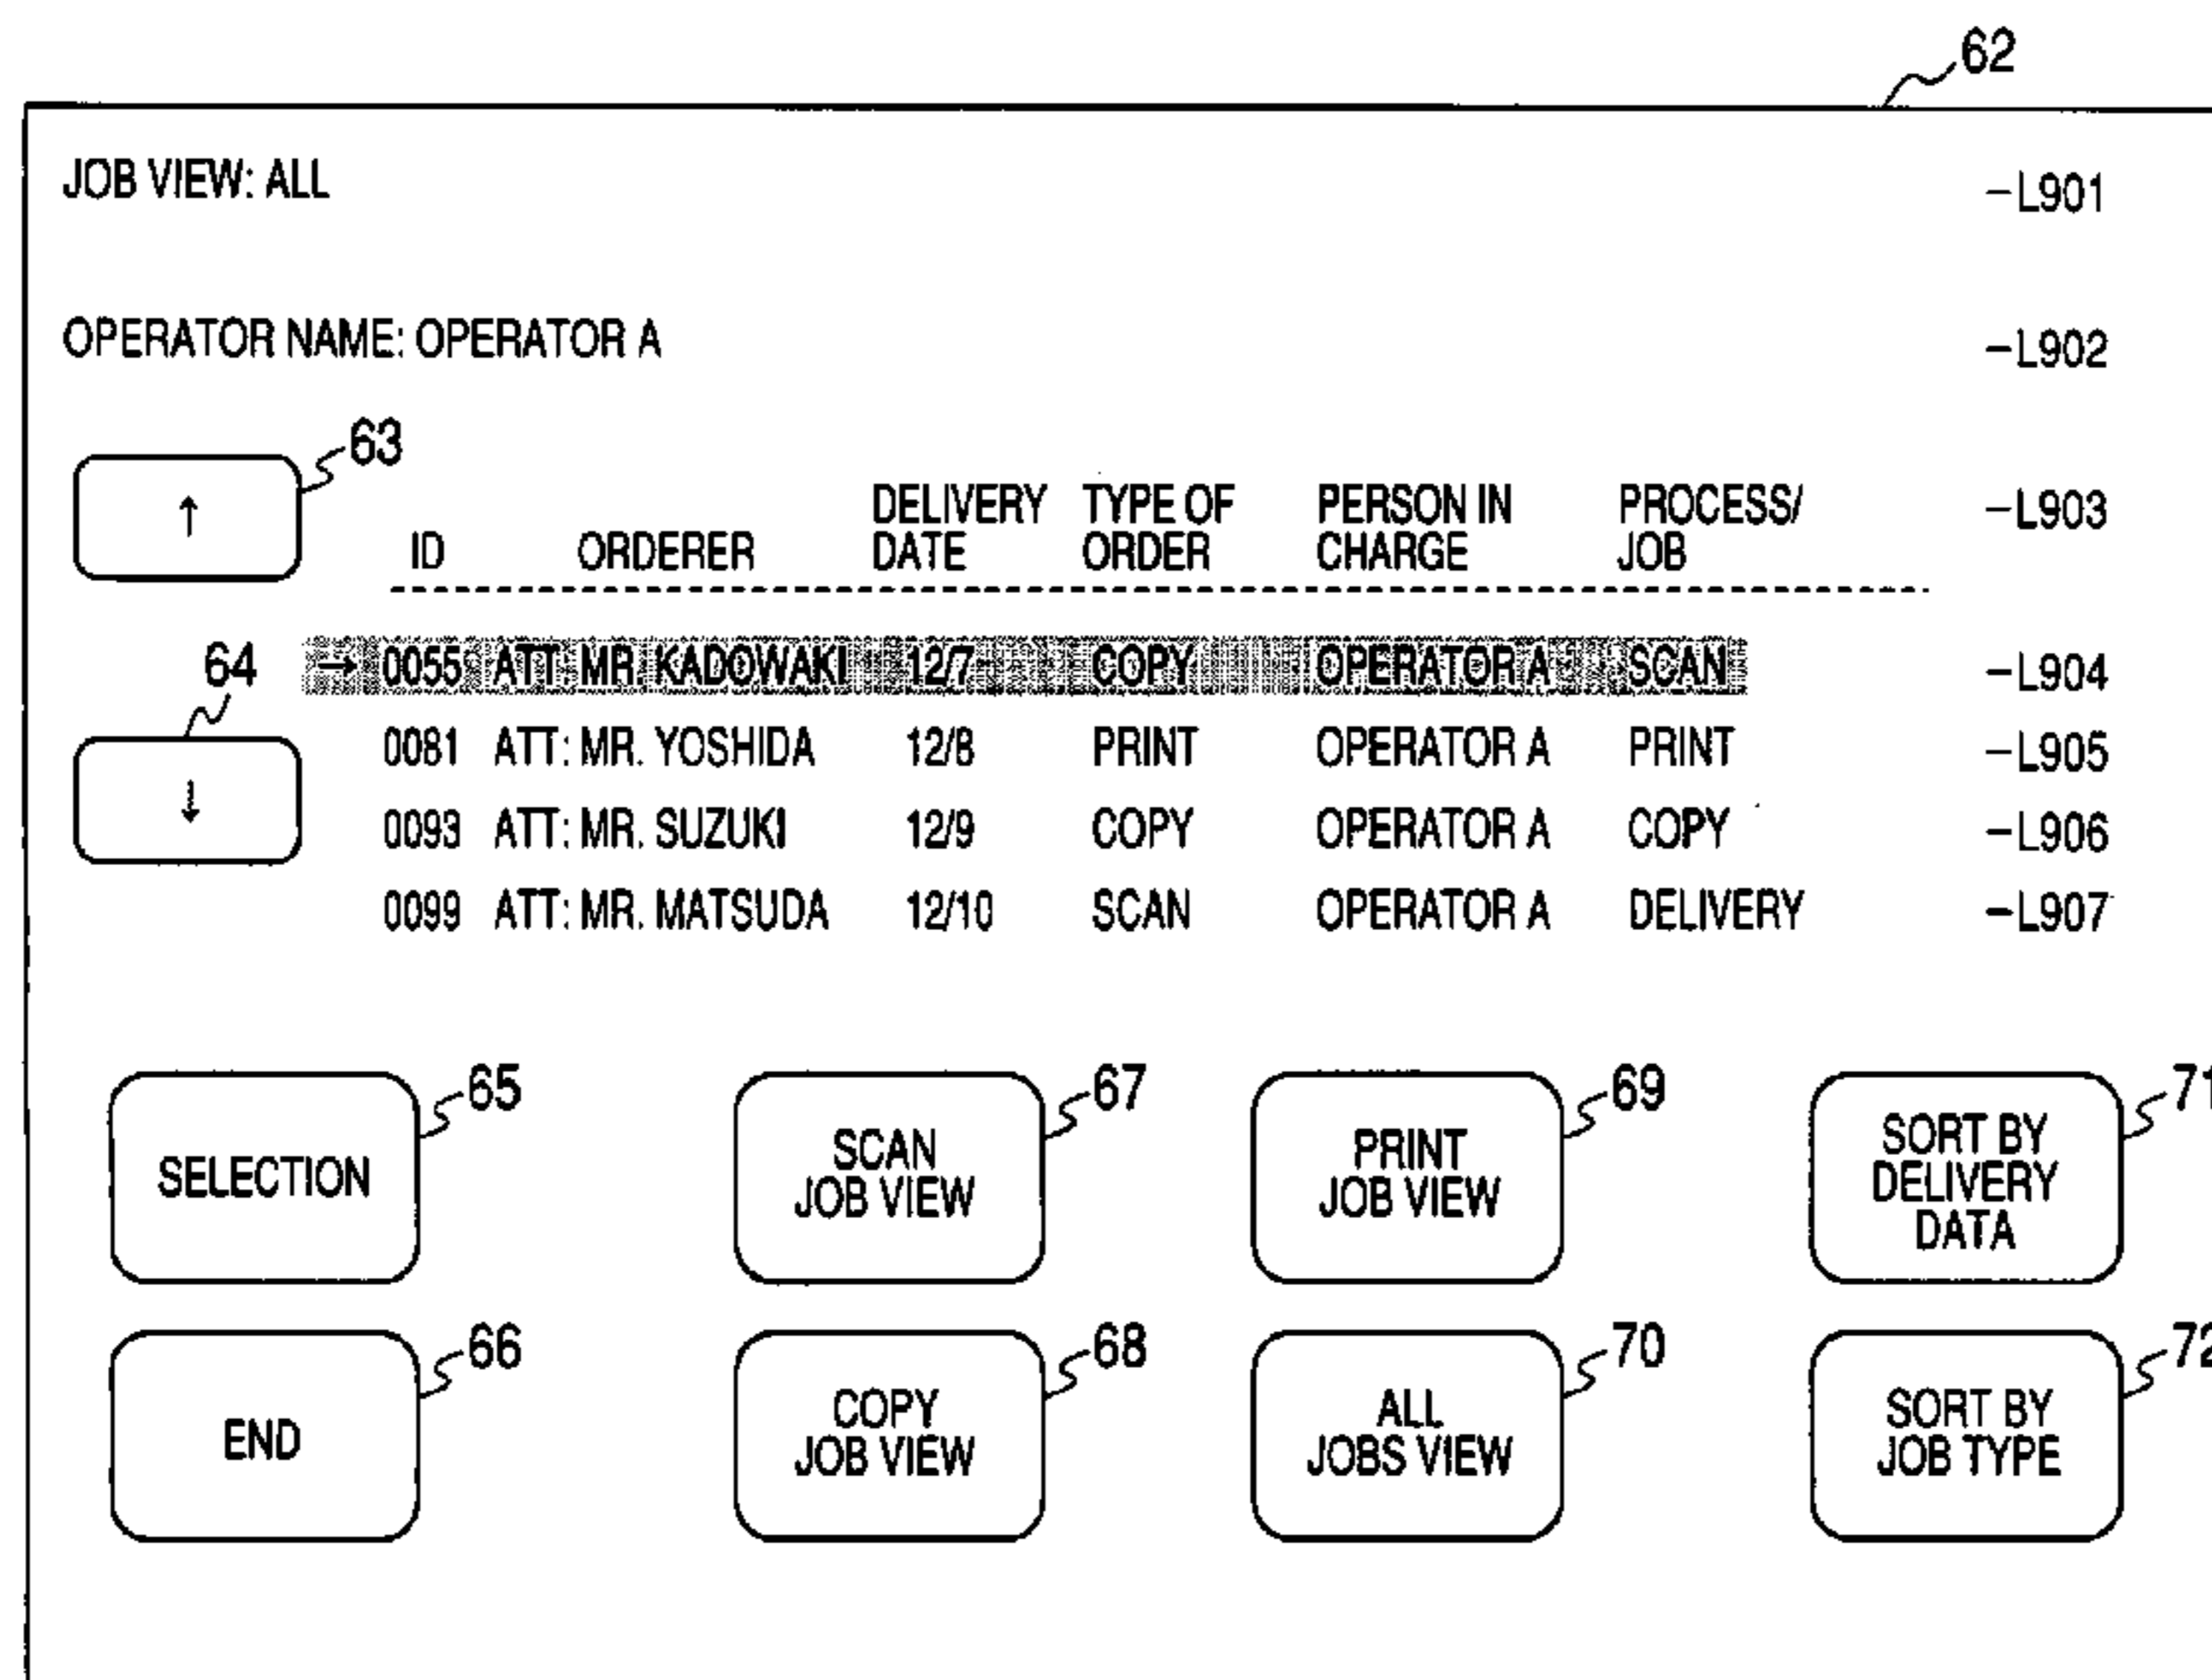 62
JOB VIEW: ALL -L901
OPERATOR NAME: OPERATOR A -L902
63
↑
ID ORDERER DELIVERY DATE TYPE OF ORDER PERSON IN CHARGE PROCESS/ JOB -L903
64
→ 0055 ATT: MR. KADOWAKI 12/7 COPY OPERATOR A SCAN -L904
0081 ATT: MR. YOSHIDA 12/8 PRINT OPERATOR A PRINT -L905
↓
0093 ATT: MR. SUZUKI 12/9 COPY OPERATOR A COPY -L906
0099 ATT: MR. MATSUDA 12/10 SCAN OPERATOR A DELIVERY -L907
65 67 69 71
SELECTION
SCAN
JOB VIEW
PRINT
JOB VIEW
SORT BY
DELIVERY
DATA
66 68 70 72
END
COPY
JOB VIEW
ALL
JOBS VIEW
SORT BY
JOB TYPE